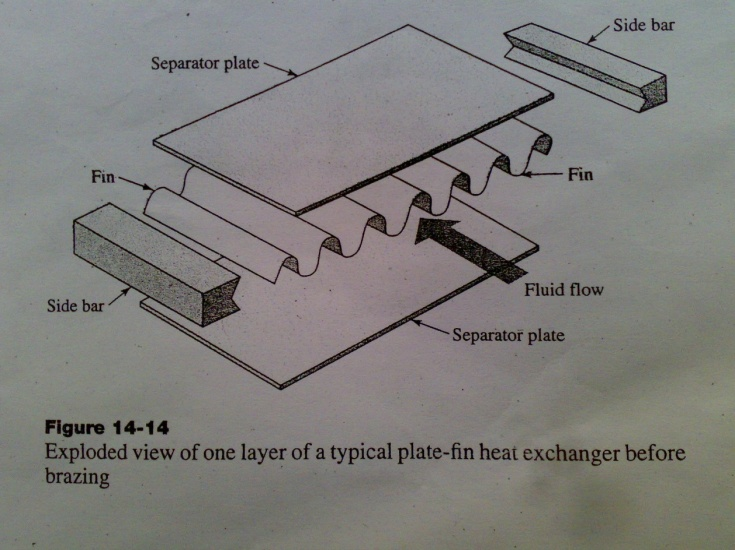 Side bar
Separator plate
Fin
Fin
Side bar
Fluid flow
Separator plate
Figure 14-14
Exploded view of one layer of a typical plate-fin heat exchanger before
brazing